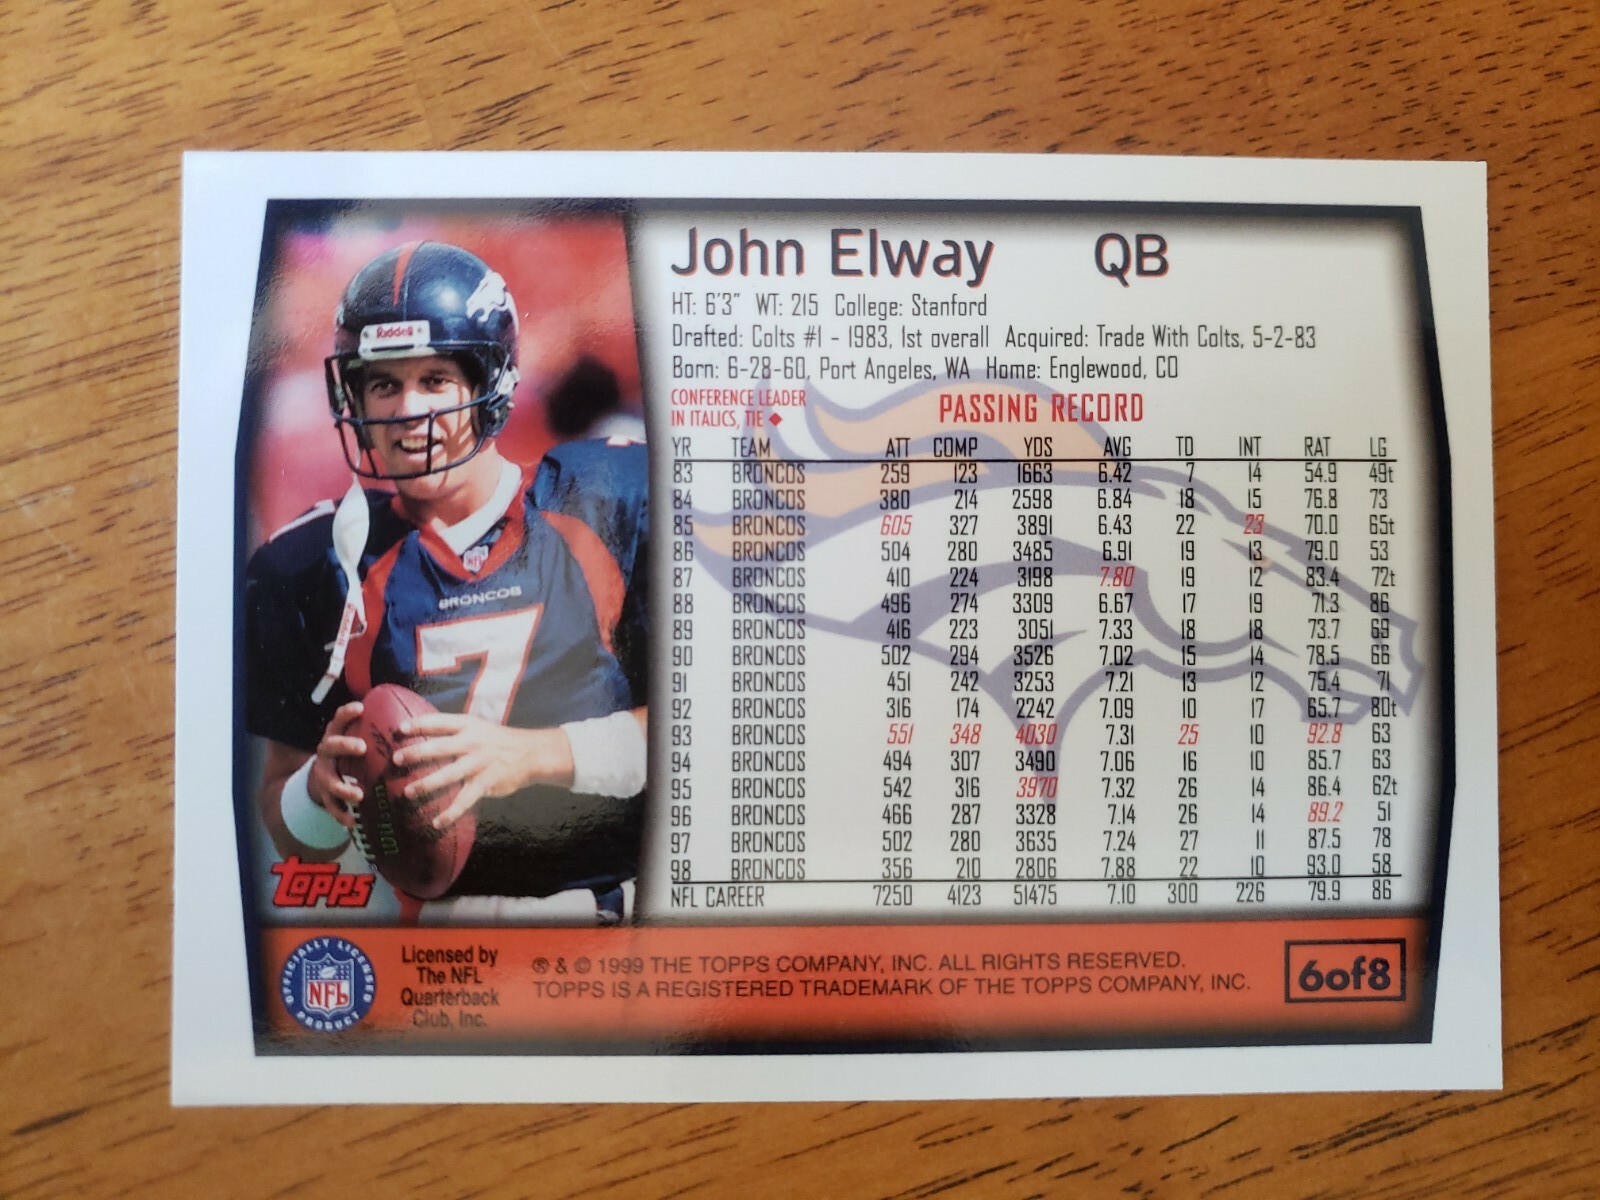 John Elway QB
HT: 6'3" WT: 215 College: Stanford
Drafted: Colts #1 - 1983, 1st overall Acquired: Trade With Colts, 5-2-83
Born: 6-28-60, Port Angeles, WA Home: Englewood, CO
CONFERENCE LEADER
IN ITALICS, TIE ◆
PASSING RECORD
YR TEAM ATT COMP YDS AVG TD INT RAT LG
83 BRONCOS 259 123 1663 6.42 7 14 54.9 49t
84 BRONCOS 380 214 2598 6.84 18 15 76.8 73
85 BRONCOS 605 327 3891 6.43 22 23 70.0 65t
86 BRONCOS 504 280 3485 6.91 19 13 79.0 53
87 BRONCOS 410 224 3198 7.80 19 12 83.4 72t
88 BRONCOS 496 274 3309 6.67 17 19 71.3 86
89 BRONCOS 416 223 3051 7.33 18 18 73.7 69
90 BRONCOS 502 294 3526 7.02 15 14 78.5 66
91 BRONCOS 451 242 3253 7.21 13 12 75.4 71
92 BRONCOS 316 174 2242 7.09 10 17 65.7 80t
93 BRONCOS 551 348 4030 7.31 25 10 92.8 63
94 BRONCOS 494 307 3490 7.06 16 10 85.7 63
95 BRONCOS 542 316 3970 7.32 26 14 86.4 62t
96 BRONCOS 466 287 3328 7.14 26 14 89.2 51
97 BRONCOS 502 280 3635 7.24 27 11 87.5 78
98 BRONCOS 356 210 2806 7.88 22 10 93.0 58
NFL CAREER 7250 4123 51475 7.10 300 226 79.9 86
Riddell
NFL
BRONCOS
7
Wilson
Topps
OFFICIALLY LICENSED
NFL
PRODUCT
Licensed by
The NFL
Quarterback
Club, Inc.
® & © 1999 THE TOPPS COMPANY, INC. ALL RIGHTS RESERVED.
TOPPS IS A REGISTERED TRADEMARK OF THE TOPPS COMPANY, INC.
6of8